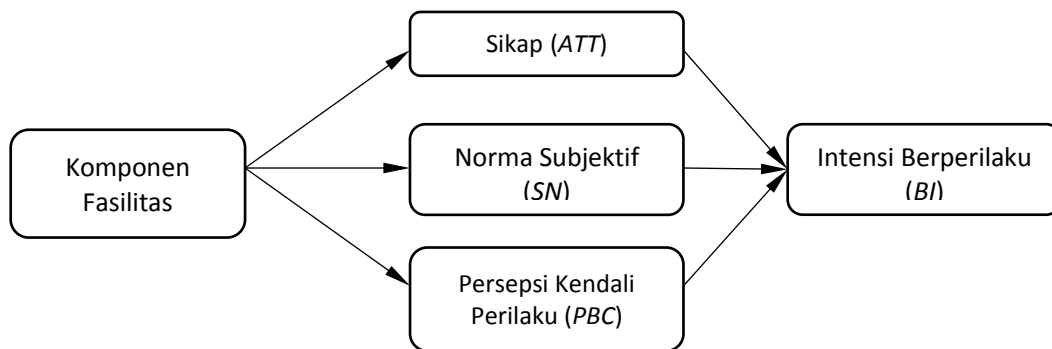 Sikap (ATT)
Komponen
Fasilitas
Norma Subjektif
(SN)
Intensi Berperilaku
(BI)
Persepsi Kendali
Perilaku (PBC)